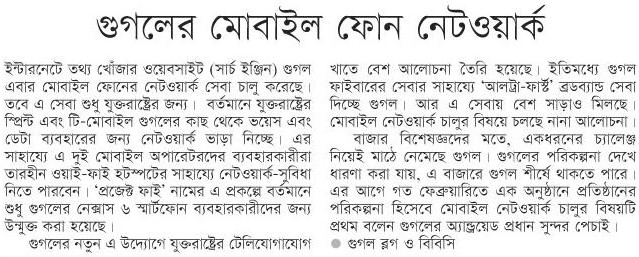 গুগলের মোবাইল ফোন নেটওয়ার্ক
ইন্টারনেটে তথ্য খোঁজার ওয়েবসাইট (সার্চ ইঞ্জিন) গুগল
এবার মোবাইল ফোনের নেটওয়ার্ক সেবা চালু করেছে।
তবে এ সেবা শুধু যুক্তরাষ্ট্রের জন্য। বর্তমানে যুক্তরাষ্ট্রের
স্প্রিন্ট এবং টি-মোবাইল গুগলের কাছ থেকে ভয়েস এবং
ডেটা ব্যবহারের জন্য নেটওয়ার্ক ভাড়া নিচ্ছে। এর
সাহায্যে এ দুই মোবাইল অপারেটরদের ব্যবহারকারীরা
তারহীন ওয়াই-ফাই হটস্পটের সাহায্যে নেটওয়ার্ক-সুবিধা
নিতে পারবেন। ‘প্রজেক্ট ফাই’ নামের এ প্রকল্পে বর্তমানে
শুধু গুগলের নেক্সাস ৬ স্মার্টফোন ব্যবহারকারীদের জন্য
উন্মুক্ত করা হয়েছে।
গুগলের নতুন এ উদ্যোগে যুক্তরাষ্ট্রের টেলিযোগাযোগ
খাতে বেশ আলোচনা তৈরি হয়েছে। ইতিমধ্যে গুগল
ফাইবারের সেবার সাহায্যে ‘আলট্রা-ফার্স্ট’ ব্রডব্যান্ড সেবা
দিচ্ছে গুগল। আর এ সেবায় বেশ সাড়াও মিলছে।
মোবাইল নেটওয়ার্ক চালুর বিষয়ে চলছে নানা আলোচনা।
বাজার বিশেষজ্ঞদের মতে, একধরনের চ্যালেঞ্জ
নিয়েই মাঠে নেমেছে গুগল। গুগলের পরিকল্পনা দেখে
ধারণা করা যায়, এ বাজারে গুগল শীর্ষে থাকতে পারে।
এর আগে গত ফেব্রুয়ারিতে এক অনুষ্ঠানে প্রতিষ্ঠানের
পরিকল্পনা হিসেবে মোবাইল নেটওয়ার্ক চালুর বিষয়টি
প্রথম বলেন গুগলের অ্যান্ড্রয়েড প্রধান সুন্দর পেচাই।
● গুগল ব্লগ ও বিবিসি